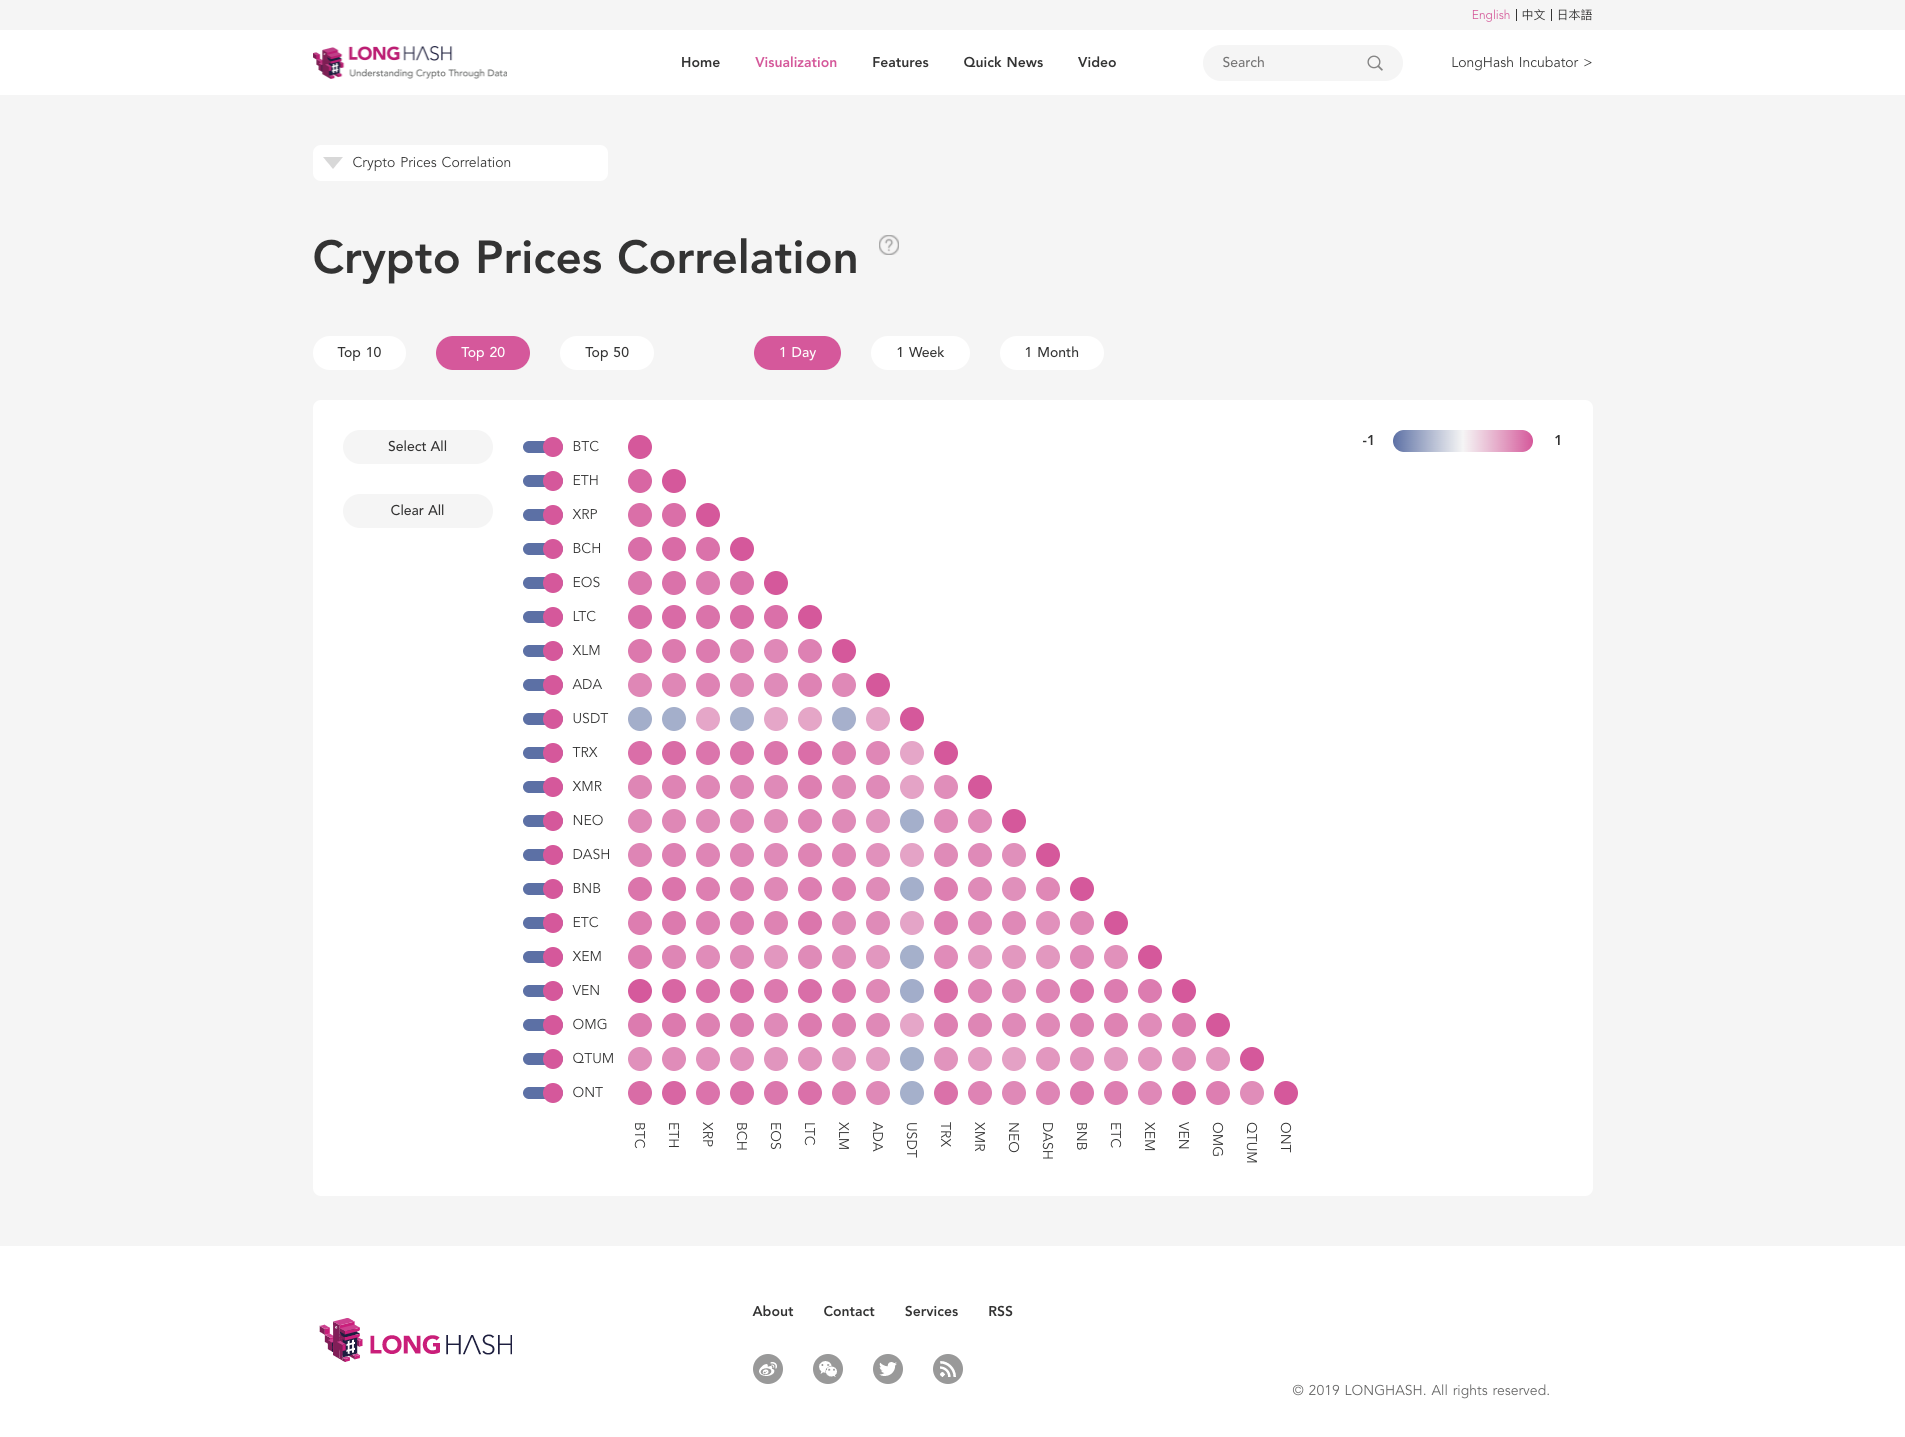 English | 中文 | 日本語
LONGHASH
Understanding Crypto Through Data
Home Visualization Features Quick News Video
Search
LongHash Incubator >
Crypto Prices Correlation
Crypto Prices Correlation ?
Top 10 Top 20 Top 50 1 Day 1 Week 1 Month
Select All
Clear All
-1 1
BTC
ETH
XRP
BCH
EOS
LTC
XLM
ADA
USDT
TRX
XMR
NEO
DASH
BNB
ETC
XEM
VEN
OMG
QTUM
ONT
BTC ETH XRP BCH EOS LTC XLM ADA USDT TRX XMR NEO DASH BNB ETC XEM VEN OMG QTUM ONT
About Contact Services RSS
LONGHASH
© 2019 LONGHASH. All rights reserved.